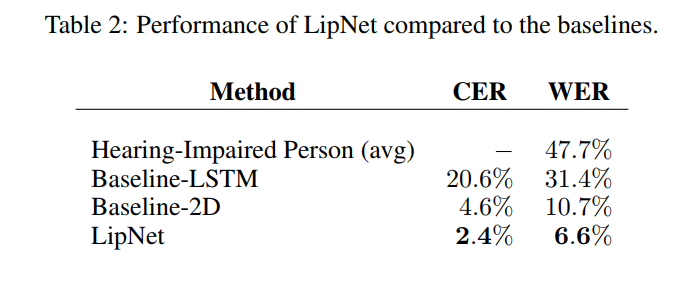 Table 2: Performance of LipNet compared to the baselines.
Method CER WER
Hearing-Impaired Person (avg) – 47.7%
Baseline-LSTM 20.6% 31.4%
Baseline-2D 4.6% 10.7%
LipNet 2.4% 6.6%